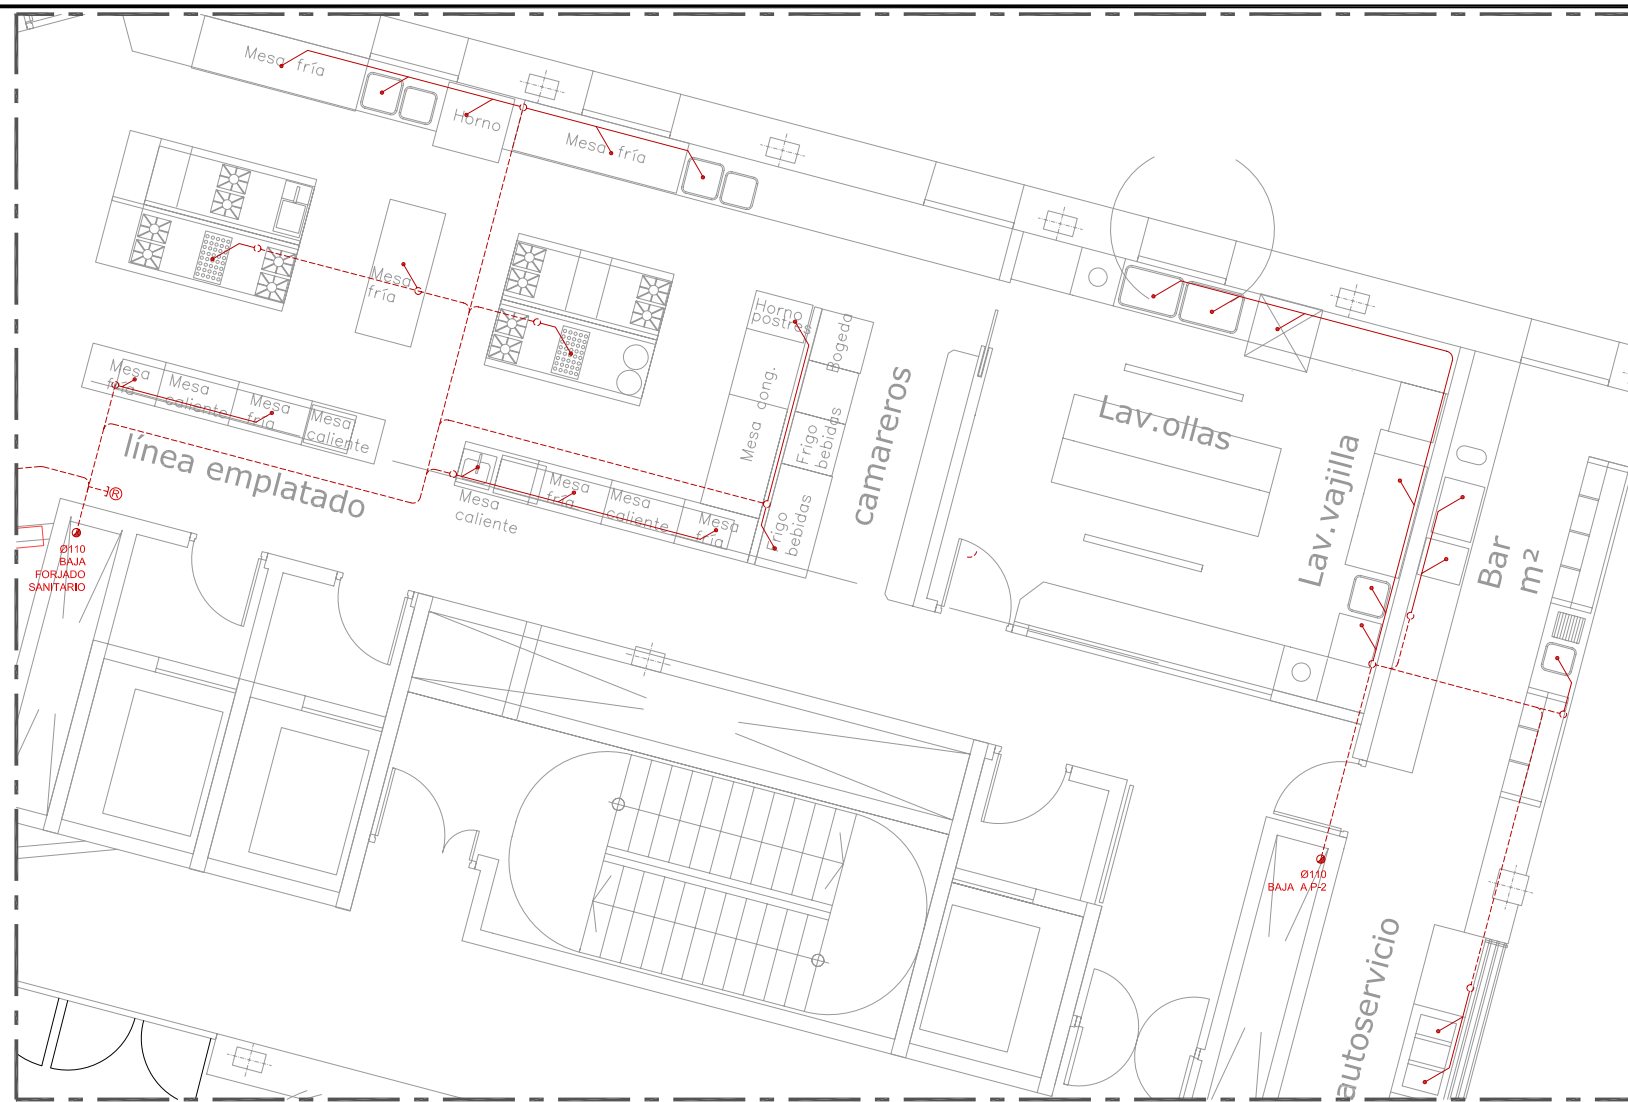 Mesa fría
Horno
Mesa fría
Mesa
fría
Horno
postres
Bogeda
Mesa cong.
Frigo
bebidas
Frigo
bebidas
camareros
Lav.ollas
Lav.vajilla
Bar
m²
Mesa
fría
Mesa
caliente
Mesa
fría
Mesa
caliente
línea emplatado
Mesa
caliente
Mesa
fría
Mesa
caliente
Mesa
fría
®
Ø110
BAJA
FORJADO
SANITARIO
Ø110
BAJA A P-2
autoservicio